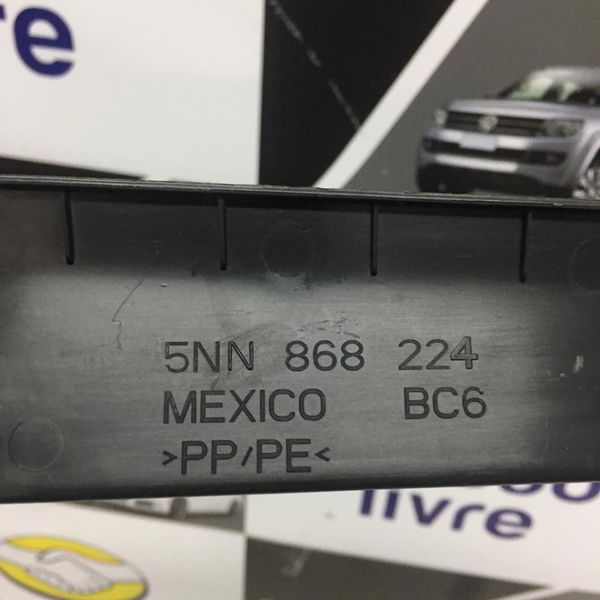 re
5NN 868 224
MEXICO BC6
>PP/PE<
livre